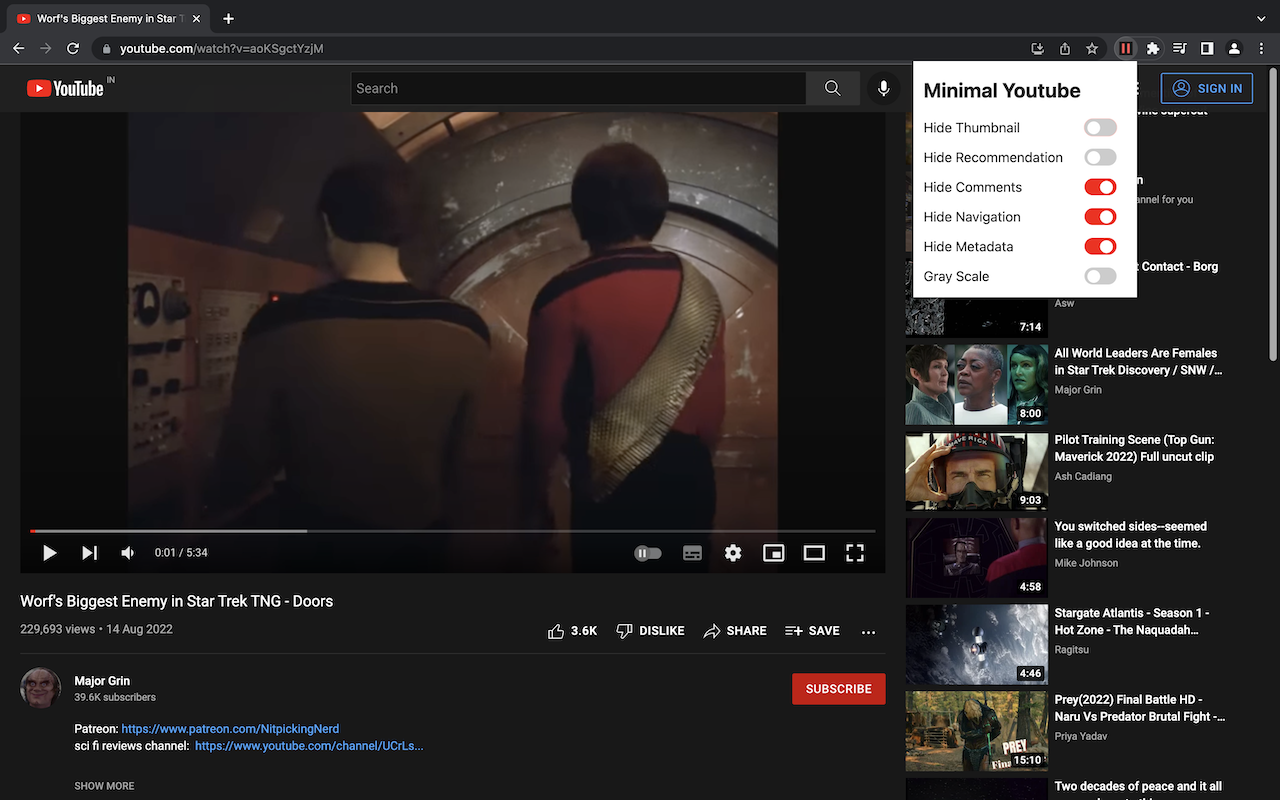 Worf's Biggest Enemy in Star T
youtube.com/watch?v=aoKSgctYzjM
YouTube
IN
Search
SIGN IN
Minimal Youtube
Hide Thumbnail
Hide Recommendation
Hide Comments
Hide Navigation
Hide Metadata
Gray Scale
annel for you
t Contact - Borg
Asw
7:14
All World Leaders Are Females
in Star Trek Discovery / SNW /...
Major Grin
8:00
MAVERICK
Pilot Training Scene (Top Gun:
Maverick 2022) Full uncut clip
Ash Cadiang
9:03
You switched sides--seemed
like a good idea at the time.
Mike Johnson
4:58
Stargate Atlantis - Season 1 -
Hot Zone - The Naquadah...
Ragitsu
4:46
Prey(2022) Final Battle HD -
Naru Vs Predator Brutal Fight -...
Priya Yadav
PREY
15:10
Two decades of peace and it all
0:01 / 5:34
Worf's Biggest Enemy in Star Trek TNG - Doors
229,693 views • 14 Aug 2022
3.6K
DISLIKE
SHARE
SAVE
Major Grin
39.6K subscribers
SUBSCRIBE
Patreon: https://www.patreon.com/NitpickingNerd
sci fi reviews channel: https://www.youtube.com/channel/UCrLs...
SHOW MORE